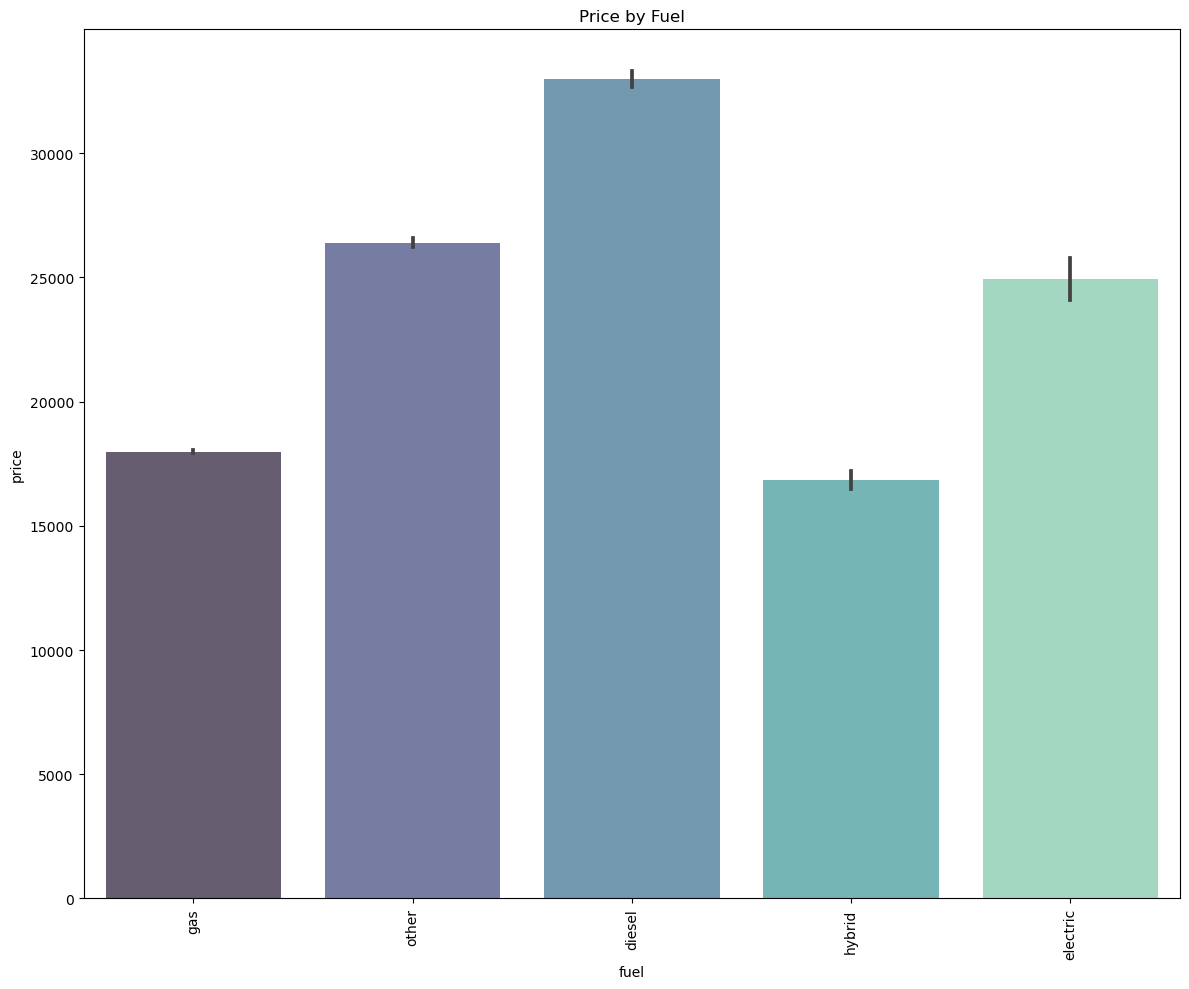 Price by Fuel
price
30000
25000
20000
15000
10000
5000
0
gas
other
diesel
hybrid
electric
fuel